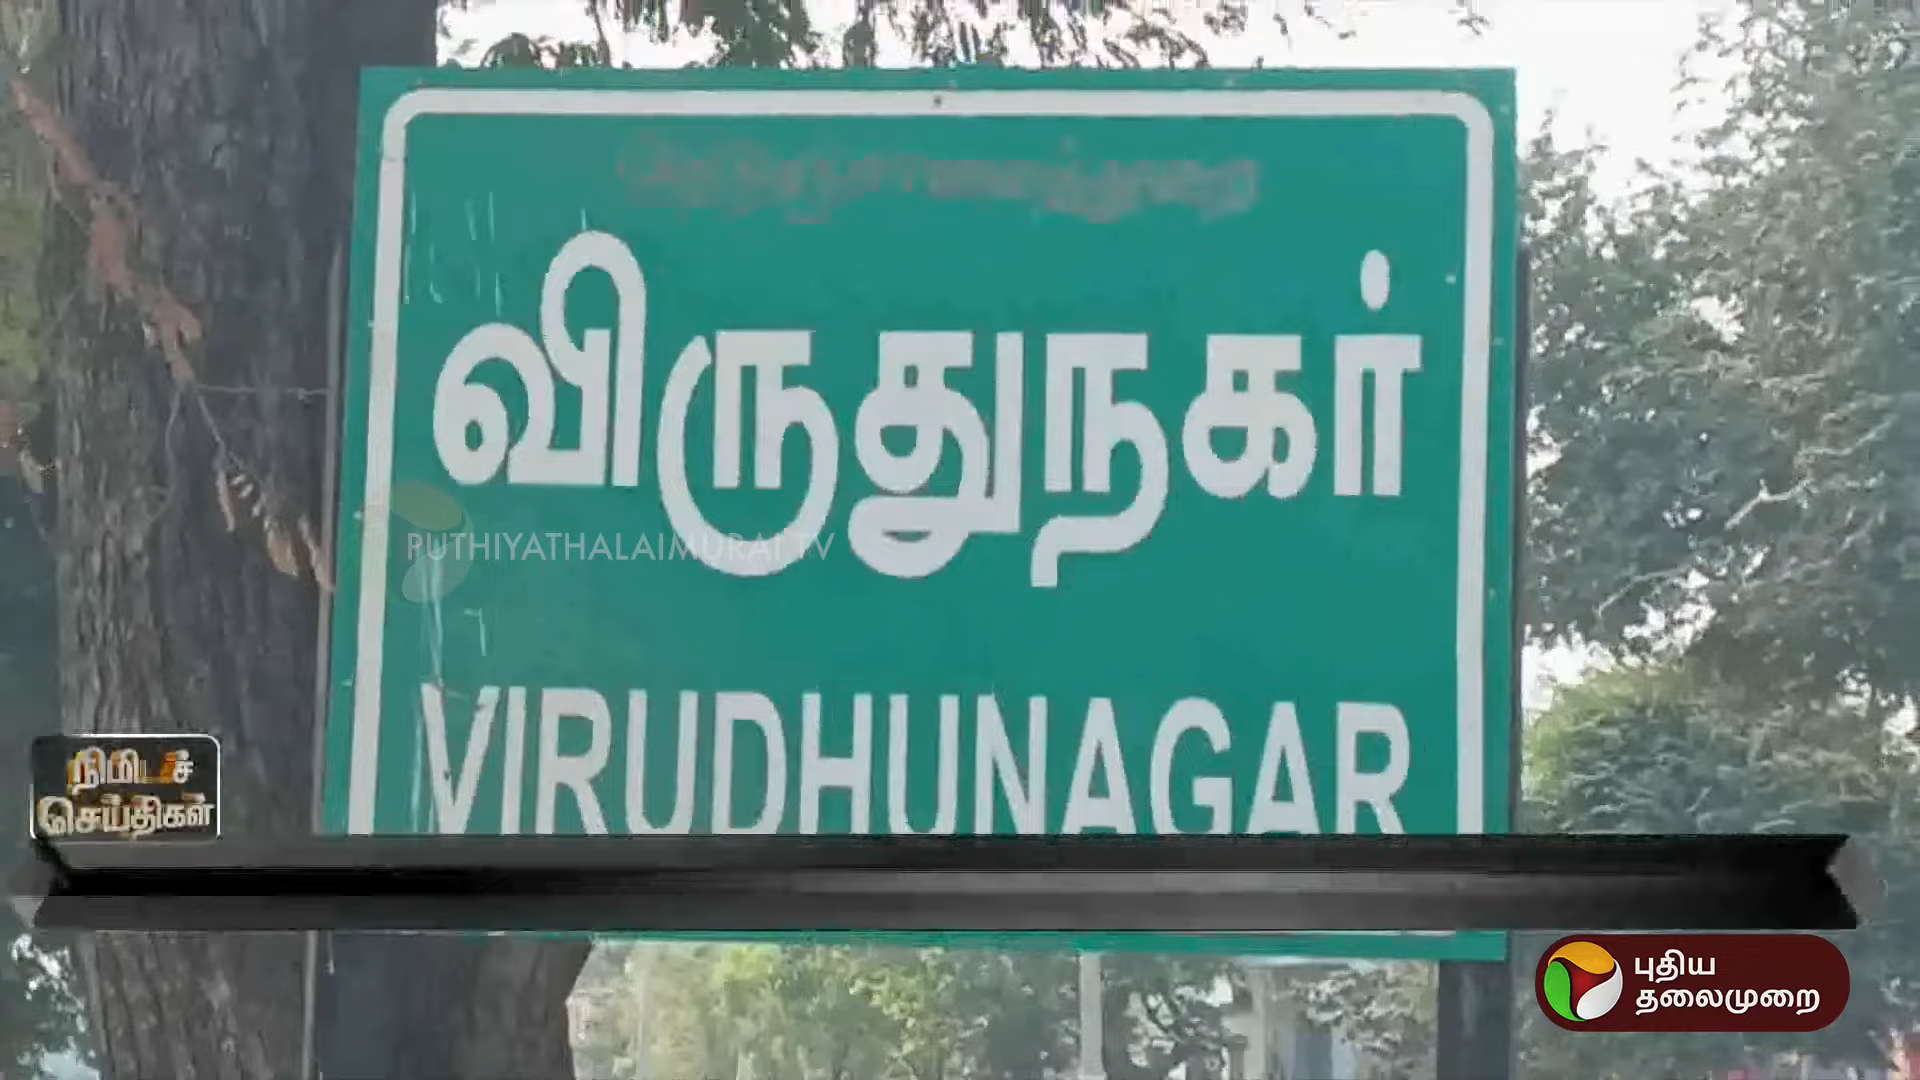 நெடுஞ்சாலைத்துறை
விருதுநகர்
PUTHIYATHALAIMURAI TV
VIRUDHUNAGAR
நிமிடச்
செய்திகள்
புதிய
தலைமுறை